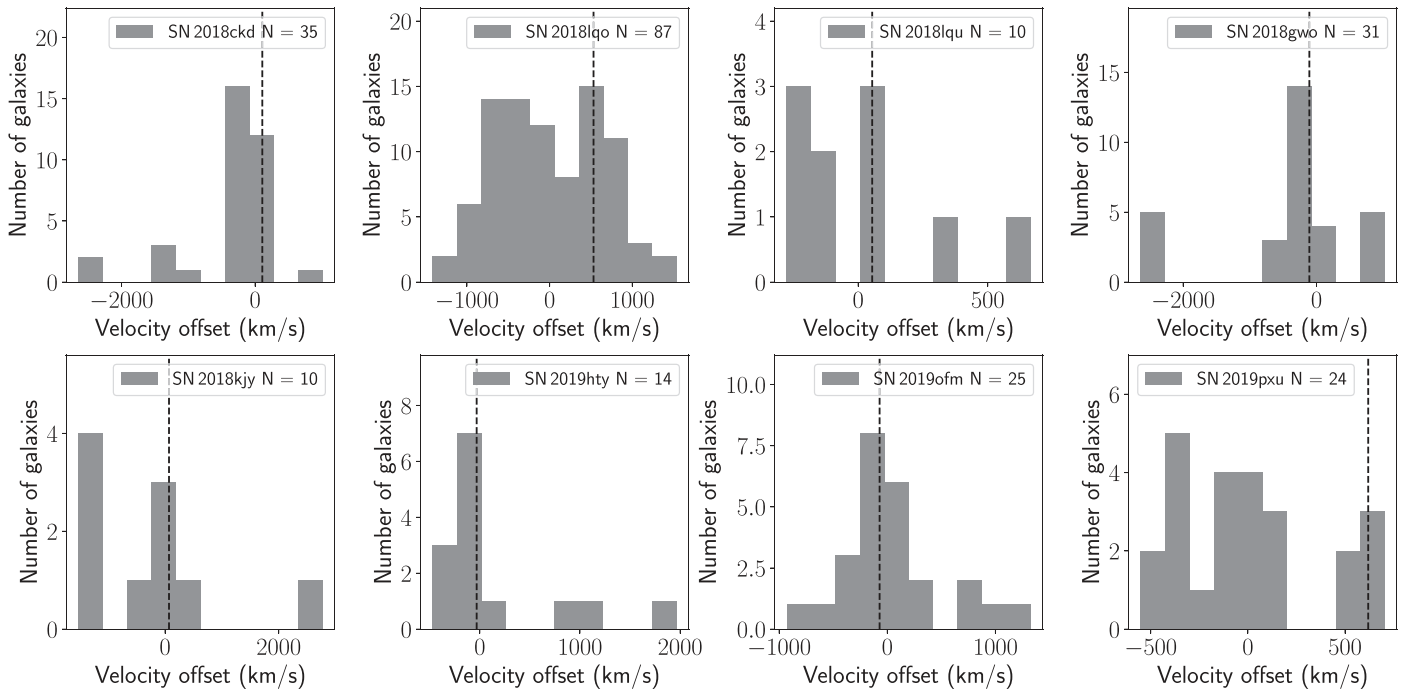 SN 2018ckd N = 35
Number of galaxies
20
15
10
5
0
−2000
0
Velocity offset (km/s)
SN 2018lqo N = 87
Number of galaxies
20
15
10
5
0
−1000
0
1000
Velocity offset (km/s)
SN 2018lqu N = 10
Number of galaxies
4
3
2
1
0
0
500
Velocity offset (km/s)
SN 2018gwo N = 31
Number of galaxies
15
10
5
0
−2000
0
Velocity offset (km/s)
SN 2018kjy N = 10
Number of galaxies
4
2
0
0
2000
Velocity offset (km/s)
SN 2019hty N = 14
Number of galaxies
8
6
4
2
0
0
1000
2000
Velocity offset (km/s)
SN 2019ofm N = 25
Number of galaxies
10.0
7.5
5.0
2.5
0.0
−1000
0
1000
Velocity offset (km/s)
SN 2019pxu N = 24
Number of galaxies
6
4
2
0
−500
0
500
Velocity offset (km/s)